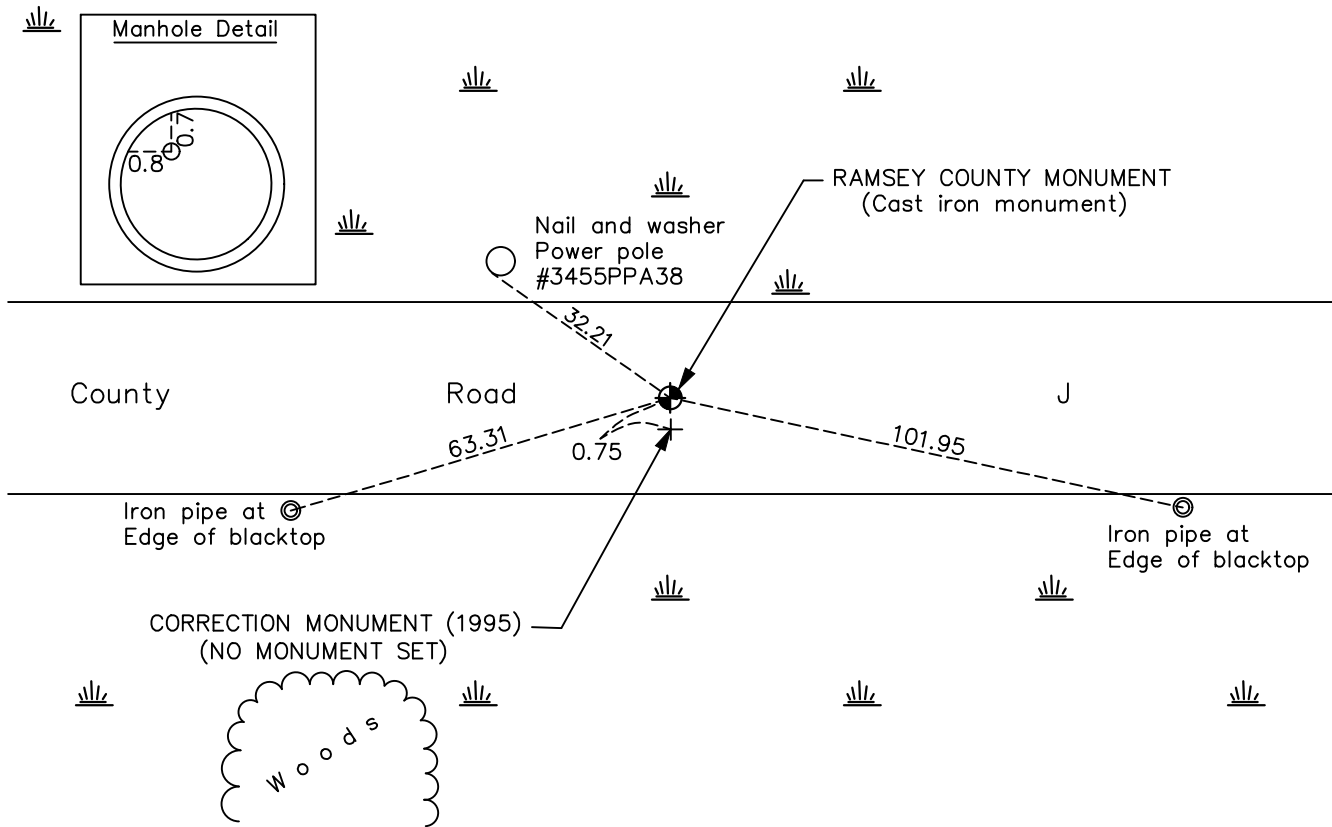 Manhole Detail
0.7
0.8
RAMSEY COUNTY MONUMENT
(Cast iron monument)
Nail and washer
Power pole
#3455PPA38
32.21
County Road J
63.31
0.75
101.95
Iron pipe at
Edge of blacktop
Iron pipe at
Edge of blacktop
CORRECTION MONUMENT (1995)
(NO MONUMENT SET)
Woods